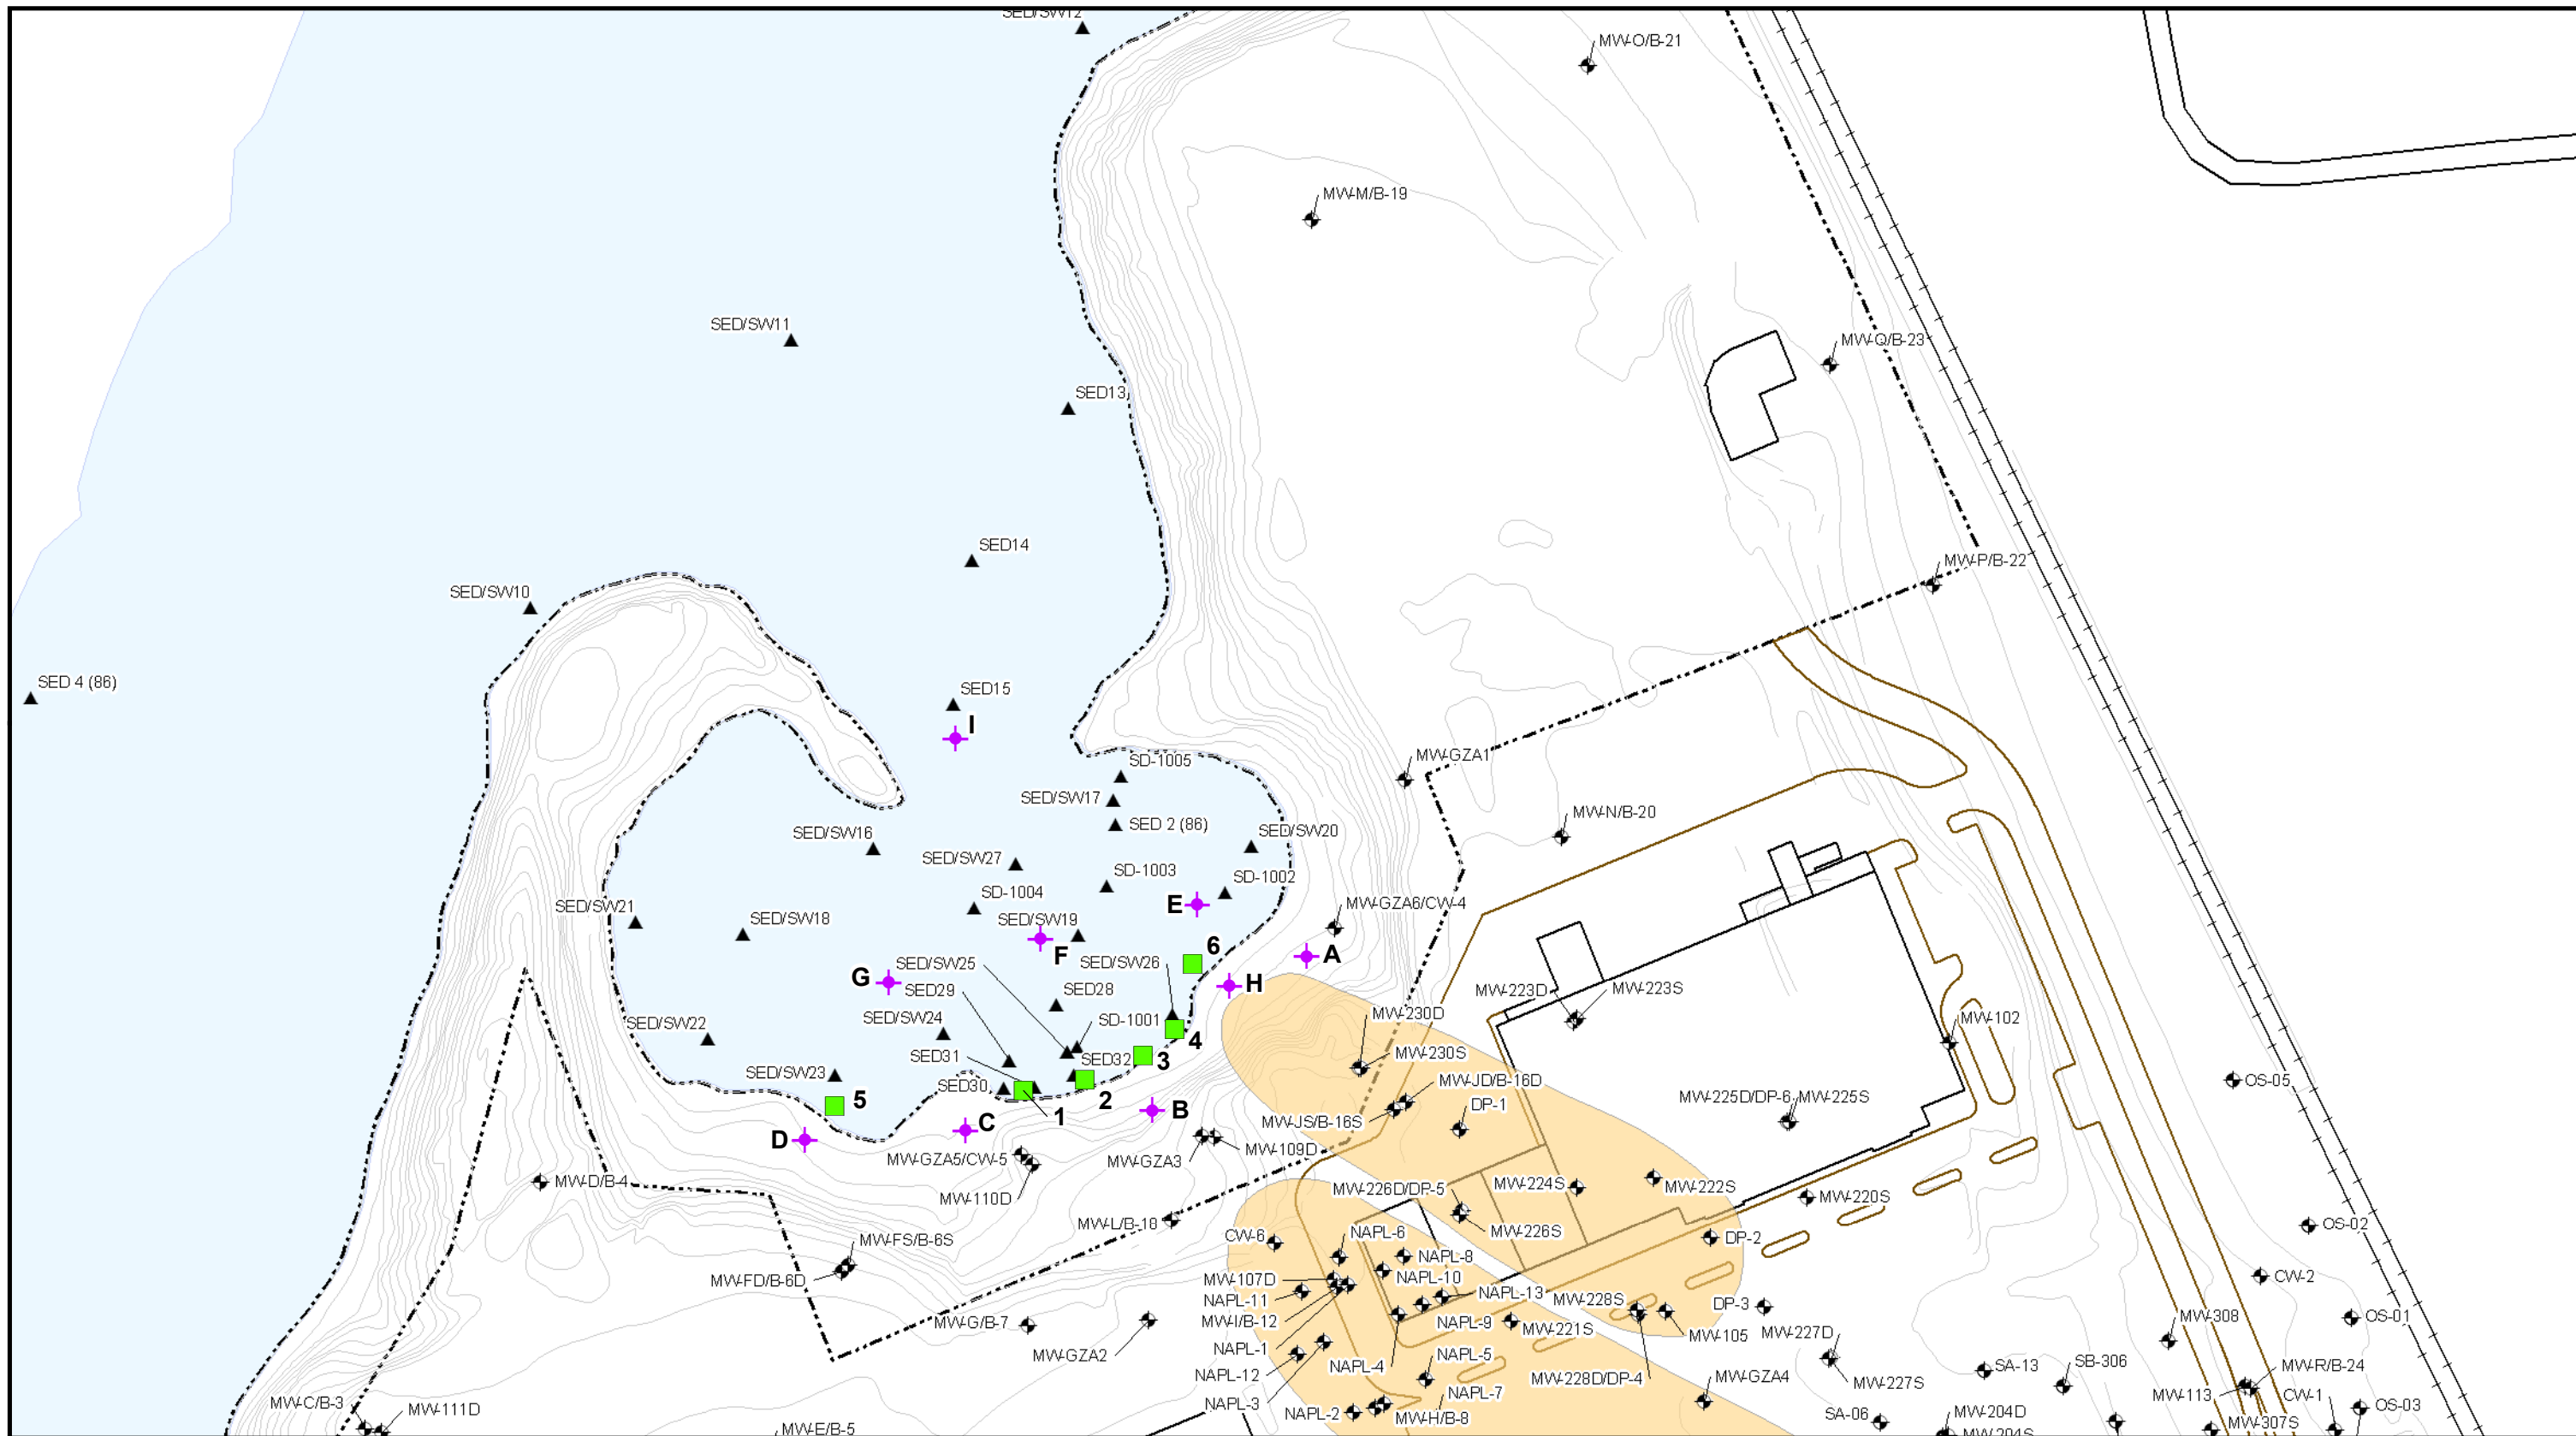 SED/SW12
MW-O/B-21
MW-M/B-19
SED/SW11
MW-Q/B-23
SED13
SED14
MW-P/B-22
SED/SW10
SED 4 (86)
SED15
I
SD-1005
MW-GZA1
SED/SW17
MW-N/B-20
SED 2 (86)
SED/SW16
SED/SW20
SED/SW27
SD-1003
SD-1002
SD-1004
E
MW-GZA6/CW-4
SED/SW21
SED/SW18
SED/SW19
6
F
A
SED/SW25
SED/SW26
G
SED29
H
MW-223D
MW-223S
SED28
MW-230D
SED/SW24
SD-1001
MW-102
SED/SW22
4
SED31
SED32
3
MW-230S
SED/SW23
SED30
MW-JD/B-16D
OS-05
5
2
1
B
DP-1
MW-225D/DP-6
MW-225S
C
MW-JS/B-16S
D
MW-GZA5/CW-5
MW-GZA3
MW-109D
MW-D/B-4
MW-110D
MW-226D/DP-5
MW-224S
MW-222S
MW-220S
MW-L/B-18
MW-226S
OS-02
CW-6
NAPL-6
DP-2
MW-FS/B-6S
NAPL-8
MW-FD/B-6D
MW-107D
NAPL-10
CW-2
NAPL-11
NAPL-13
MW-228S
DP-3
MW-308
OS-01
MW-G/B-7
MW-I/B-12
NAPL-9
MW-221S
MW-105
MW-227D
NAPL-1
MW-GZA2
NAPL-4
NAPL-5
SA-13
SB-306
MW-R/B-24
NAPL-12
MW-228D/DP-4
MW-GZA4
MW-227S
NAPL-7
MW-113
CW-1
MW-C/B-3
MW-111D
NAPL-3
NAPL-2
MW-H/B-8
OS-03
SA-06
MW-204D
MW-307S
MW-E/B-5
MW-204S